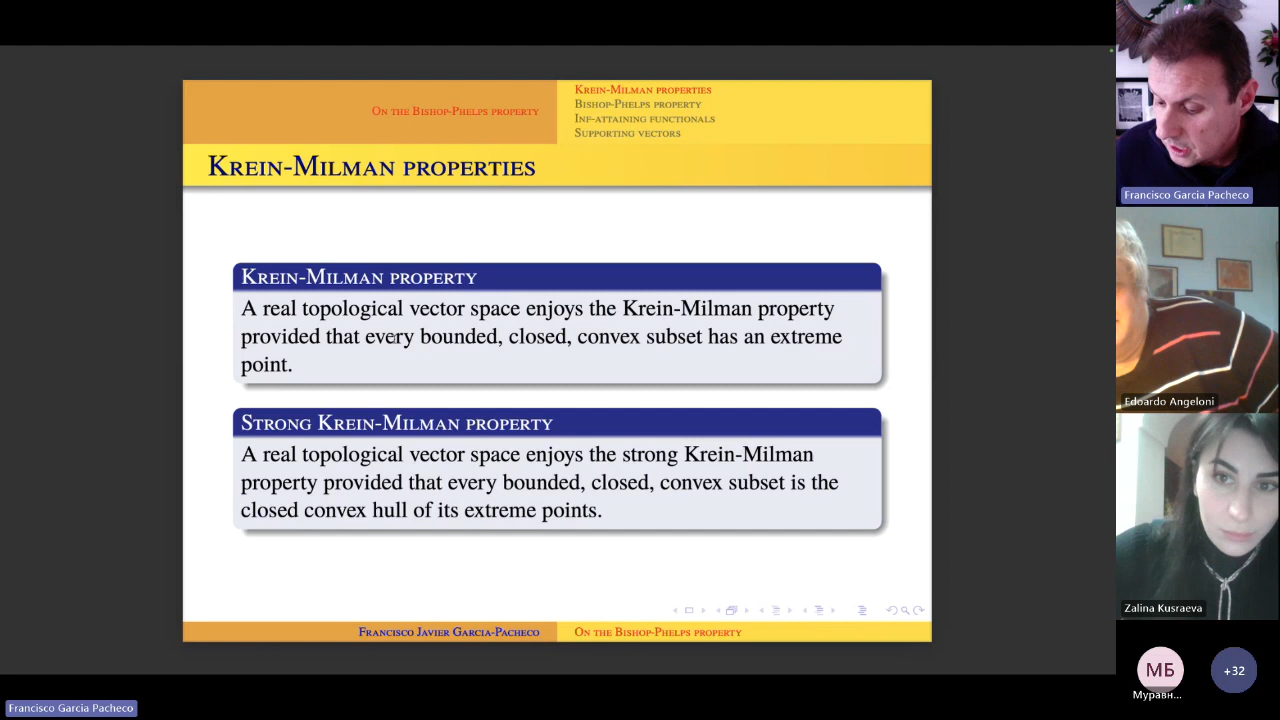 On the Bishop-Phelps property
Krein-Milman properties
Bishop-Phelps property
Inf-attaining functionals
Supporting vectors
Krein-Milman properties
Krein-Milman property
A real topological vector space enjoys the Krein-Milman property
provided that every bounded, closed, convex subset has an extreme
point.
Strong Krein-Milman property
A real topological vector space enjoys the strong Krein-Milman
property provided that every bounded, closed, convex subset is the
closed convex hull of its extreme points.
Francisco Javier Garcia-Pacheco
On the Bishop-Phelps property
Francisco Garcia Pacheco
Edoardo Angeloni
Zalina Kusraeva
МБ
Муравн...
+32
Francisco Garcia Pacheco